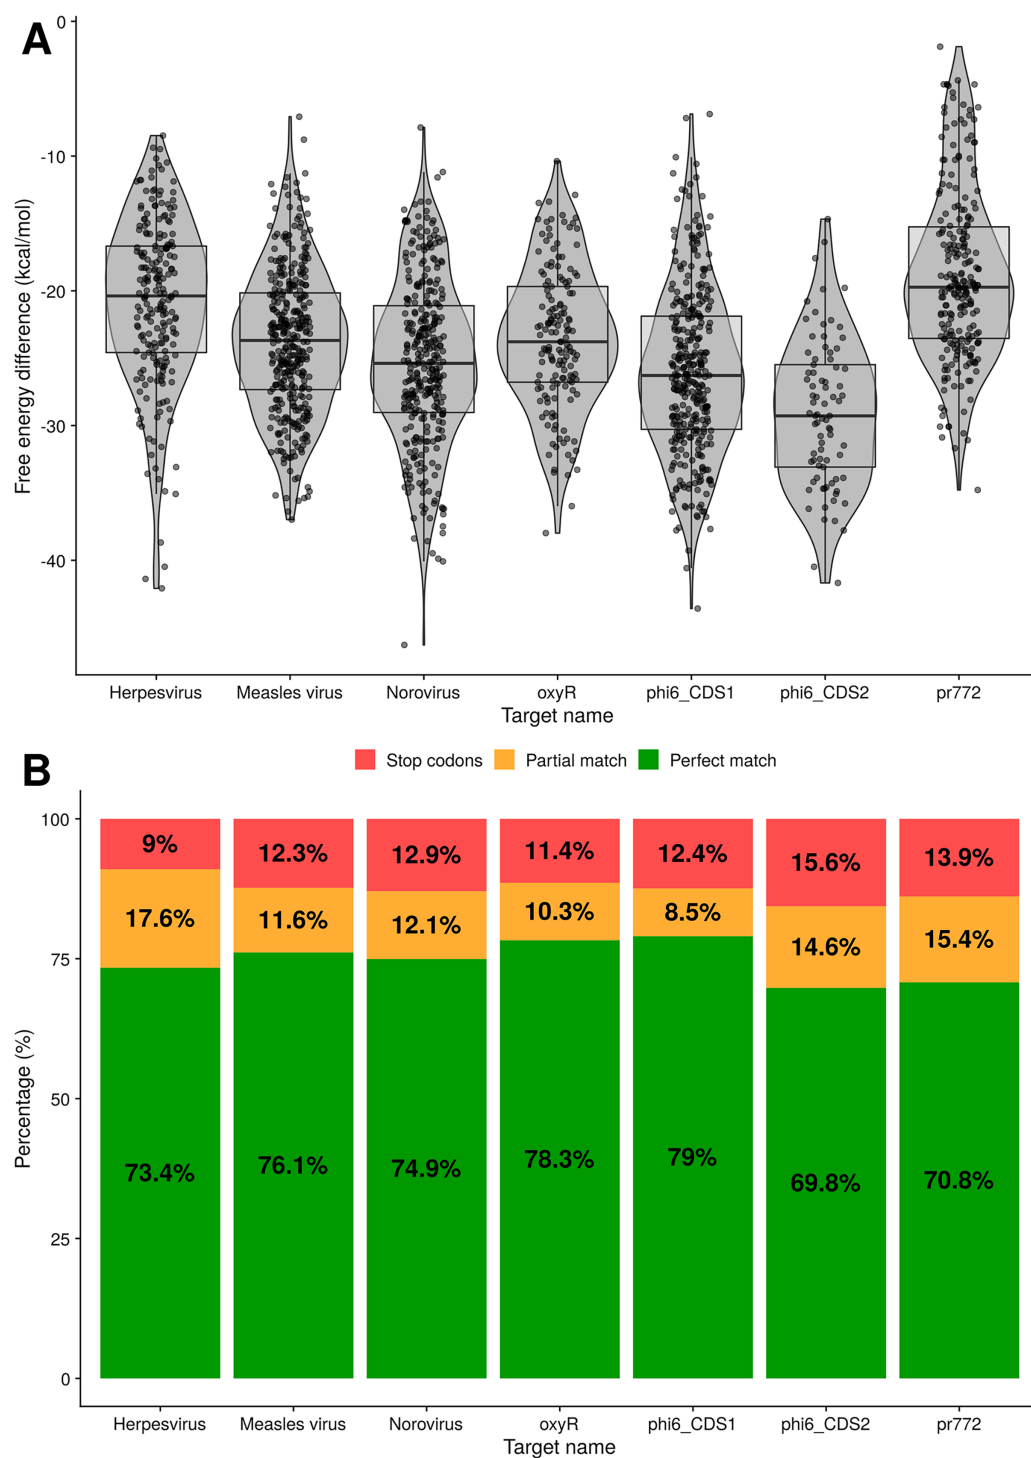 A
Free energy difference (kcal/mol)
0
-10
-20
-30
-40
Herpesvirus Measles virus Norovirus oxyR phi6_CDS1 phi6_CDS2 pr772
Target name
B
Stop codons Partial match Perfect match
Percentage (%)
100
75
50
25
0
9% 12.3% 12.9% 11.4% 12.4% 15.6% 13.9%
17.6% 11.6% 12.1% 10.3% 8.5% 14.6% 15.4%
73.4% 76.1% 74.9% 78.3% 79% 69.8% 70.8%
Herpesvirus Measles virus Norovirus oxyR phi6_CDS1 phi6_CDS2 pr772
Target name